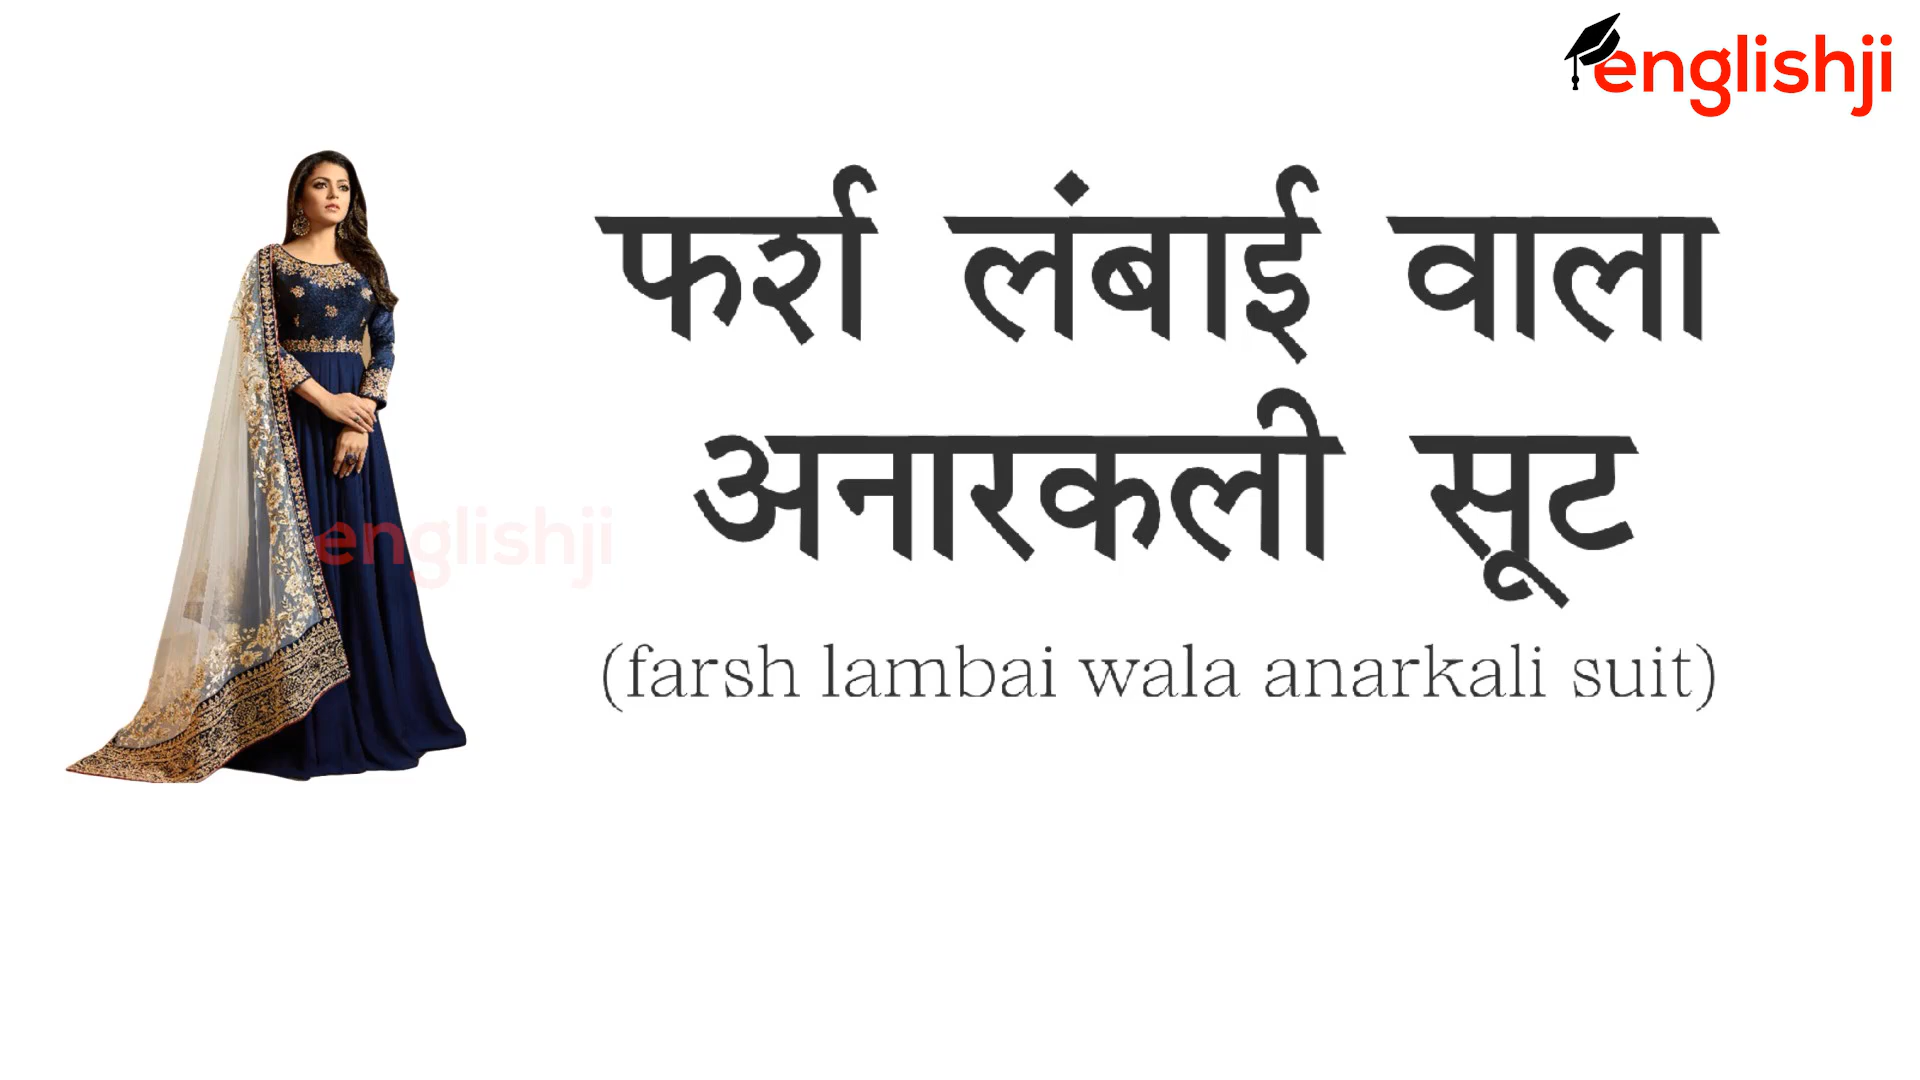 englishji
फर्श लंबाई वाला
अनारकली सूट
englishji
(farsh lambai wala anarkali suit)